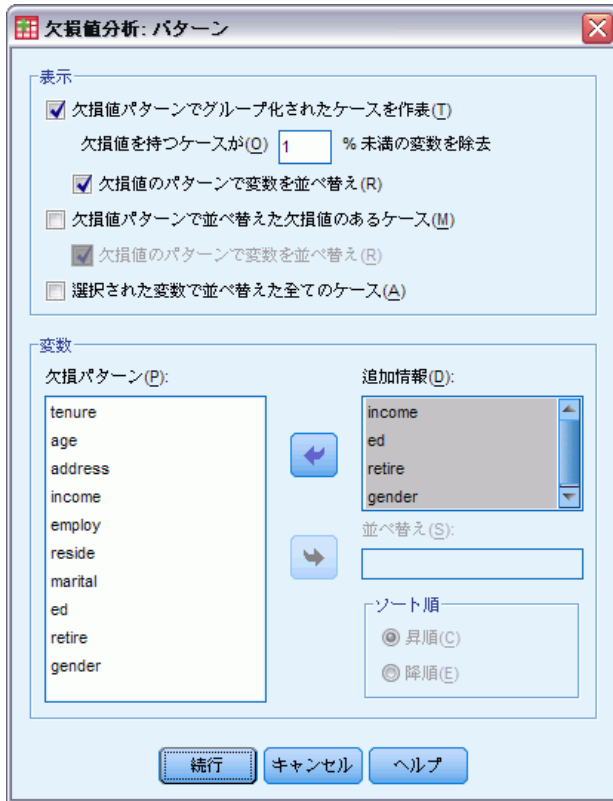 欠損値分析: パターン
表示
欠損値パターンでグループ化されたケースを作表(T)
欠損値を持つケースが(O) 1 % 未満の変数を除去
欠損値のパターンで変数を並べ替え(R)
欠損値パターンで並べ替えた欠損値のあるケース(M)
欠損値のパターンで変数を並べ替え(R)
選択された変数で並べ替えた全てのケース(A)
変数
欠損パターン(P):
tenure
age
address
income
employ
reside
marital
ed
retire
gender
追加情報(D):
income
ed
retire
gender
並べ替え(S):
ソート順
昇順(C)
降順(E)
続行 キャンセル ヘルプ